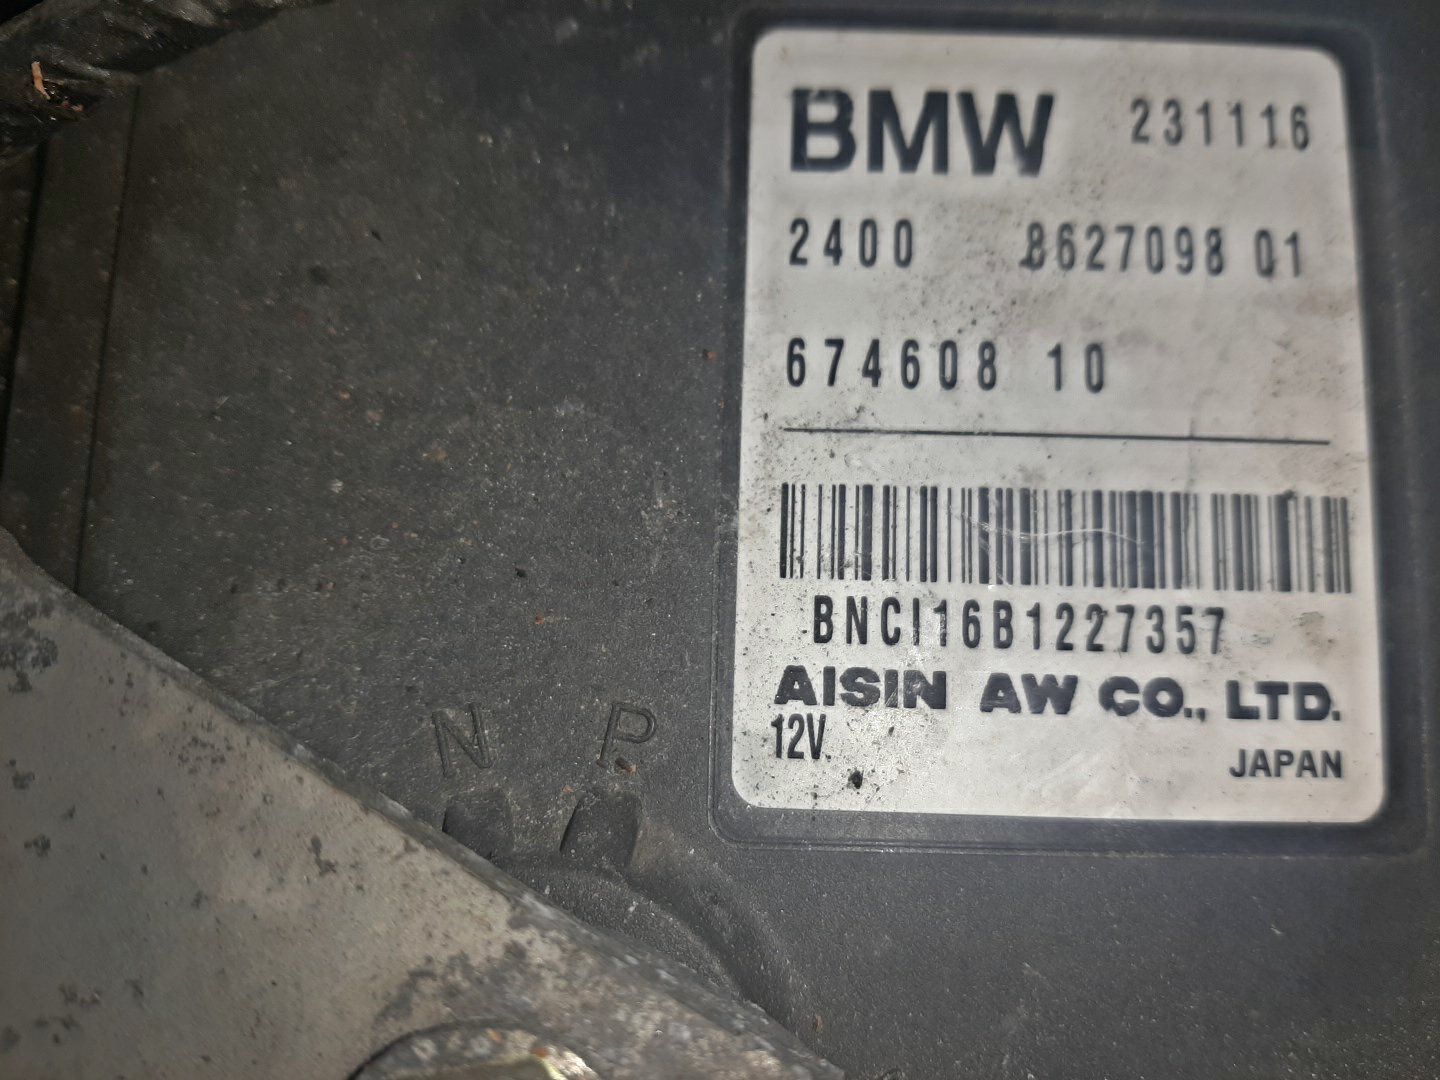 BMW 231116
2400 8627098 01
674608 10
BNCI16B1227357
AISIN AW CO., LTD.
12V
JAPAN
N P